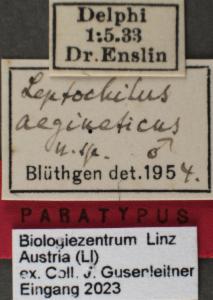 Delphi
1:5.33
Dr. Enslin
Leptochilus
aegineticus
n. sp. ♂
Blüthgen det. 1954.
PARATYPUS
Biologiezentrum Linz
Austria (LI)
ex. Coll. J. Gusenleitner
Eingang 2023